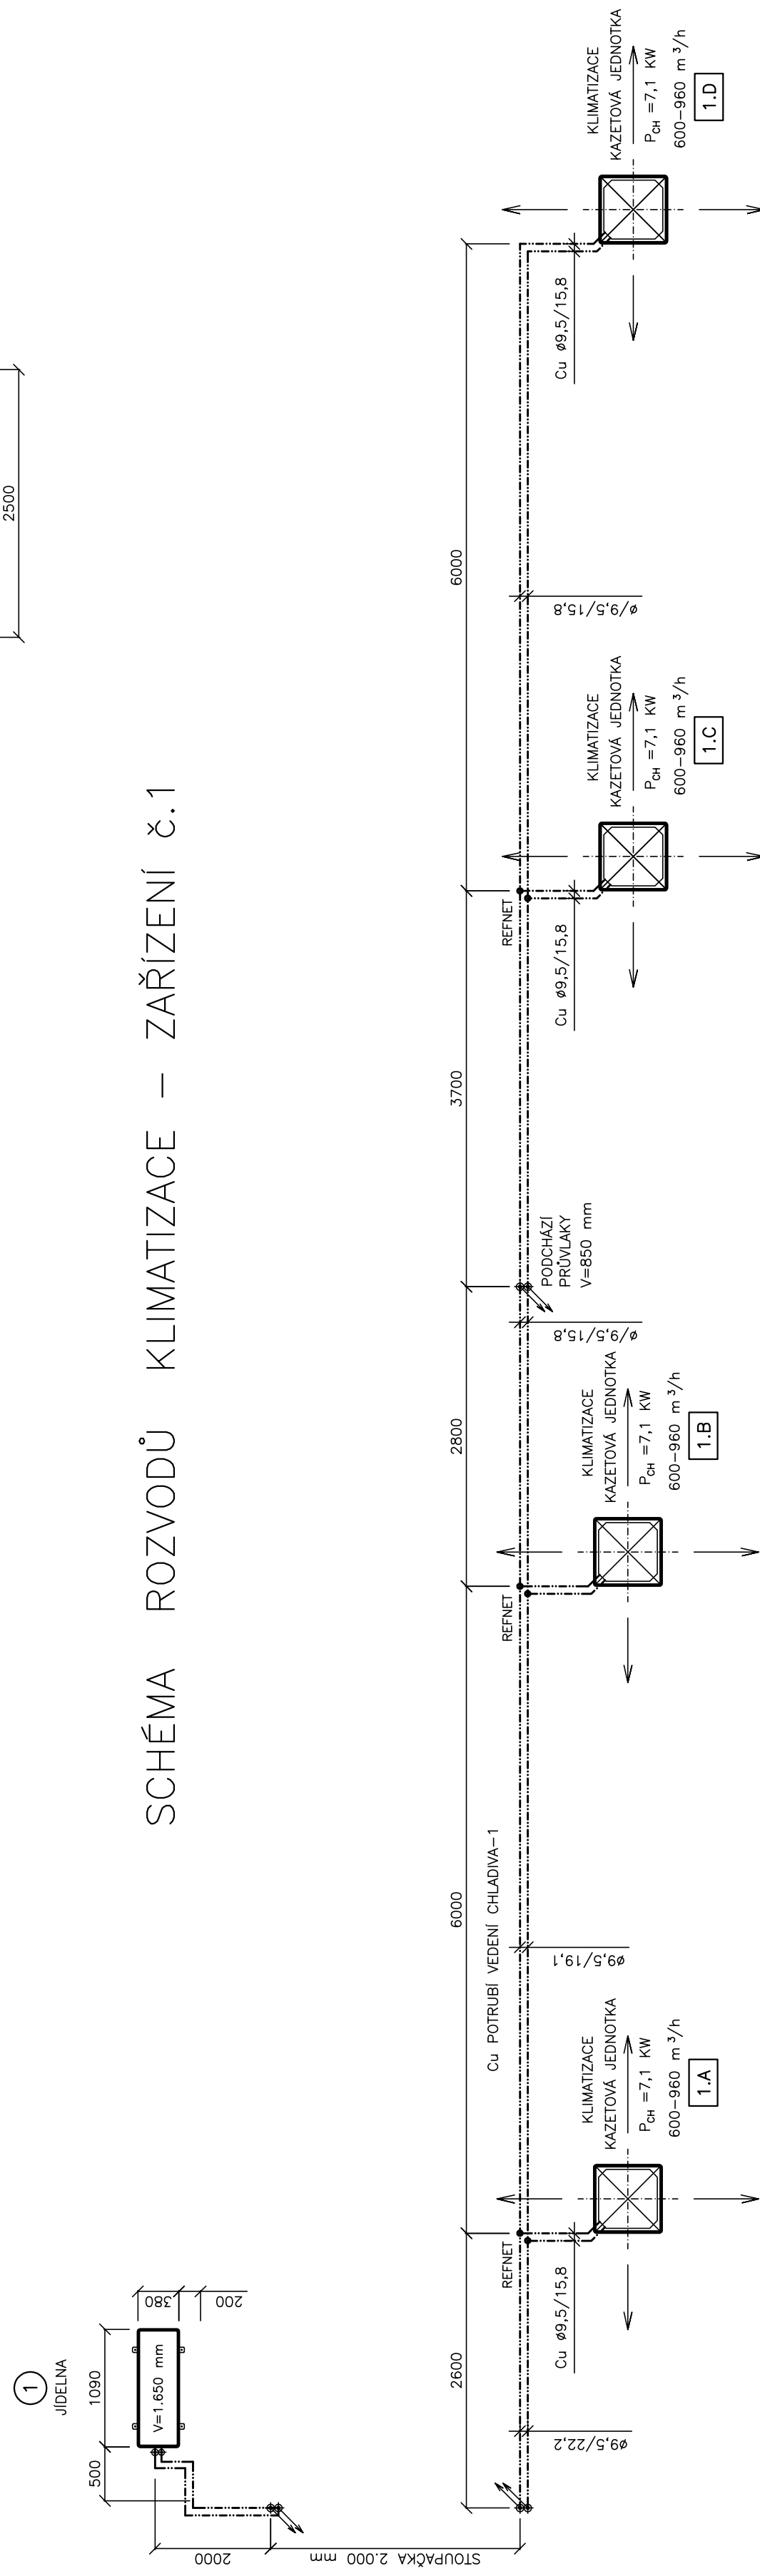 SCHÉMA ROZVODŮ KLIMATIZACE – ZAŘÍZENÍ č.1
2500
1
JÍDELNA
V=1.650 mm
1090
500
380
200
2000
STOUPAČKA 2.000 mm
2600
6000
2800
3700
6000
Cu POTRUBÍ VEDENÍ CHLADIVA–1
ø9,5/22,2
REFNET
Cu ø9,5/15,8
KLIMATIZACE
KAZETOVÁ JEDNOTKA
PCH =7,1 KW
600–960 m³/h
1.A
ø9,5/19,1
REFNET
KLIMATIZACE
KAZETOVÁ JEDNOTKA
PCH =7,1 KW
600–960 m³/h
1.B
ø/9,5/15,8
PODCHÁZÍ
PRŮVLAKY
V=850 mm
REFNET
Cu ø9,5/15,8
KLIMATIZACE
KAZETOVÁ JEDNOTKA
PCH =7,1 KW
600–960 m³/h
1.C
ø/9,5/15,8
Cu ø9,5/15,8
KLIMATIZACE
KAZETOVÁ JEDNOTKA
PCH =7,1 KW
600–960 m³/h
1.D